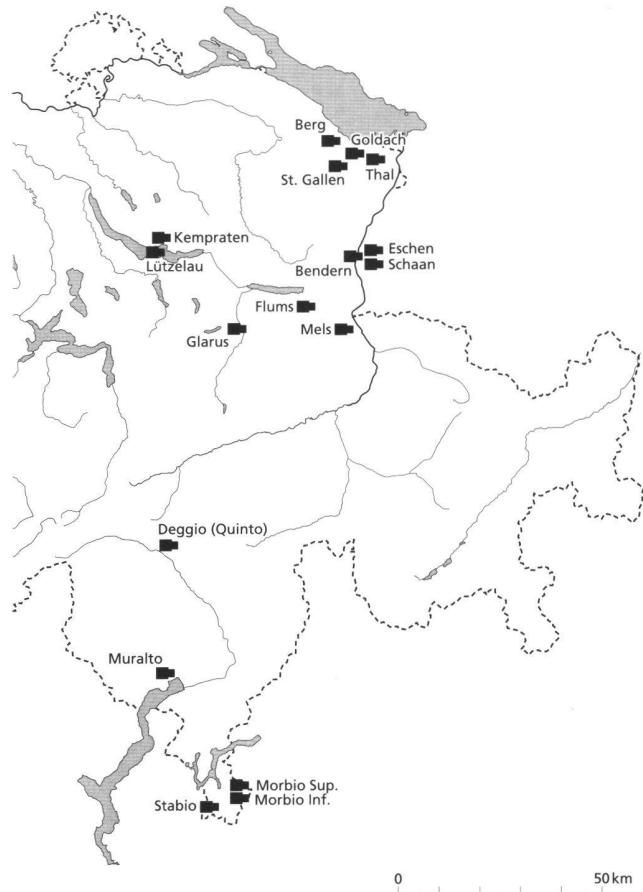 Berg
Goldach
St. Gallen
Thal
Kempraten
Lützelau
Eschen
Bendern
Schaan
Flums
Glarus
Mels
Deggio (Quinto)
Muralto
Morbio Sup.
Morbio Inf.
Stabio
0
50 km